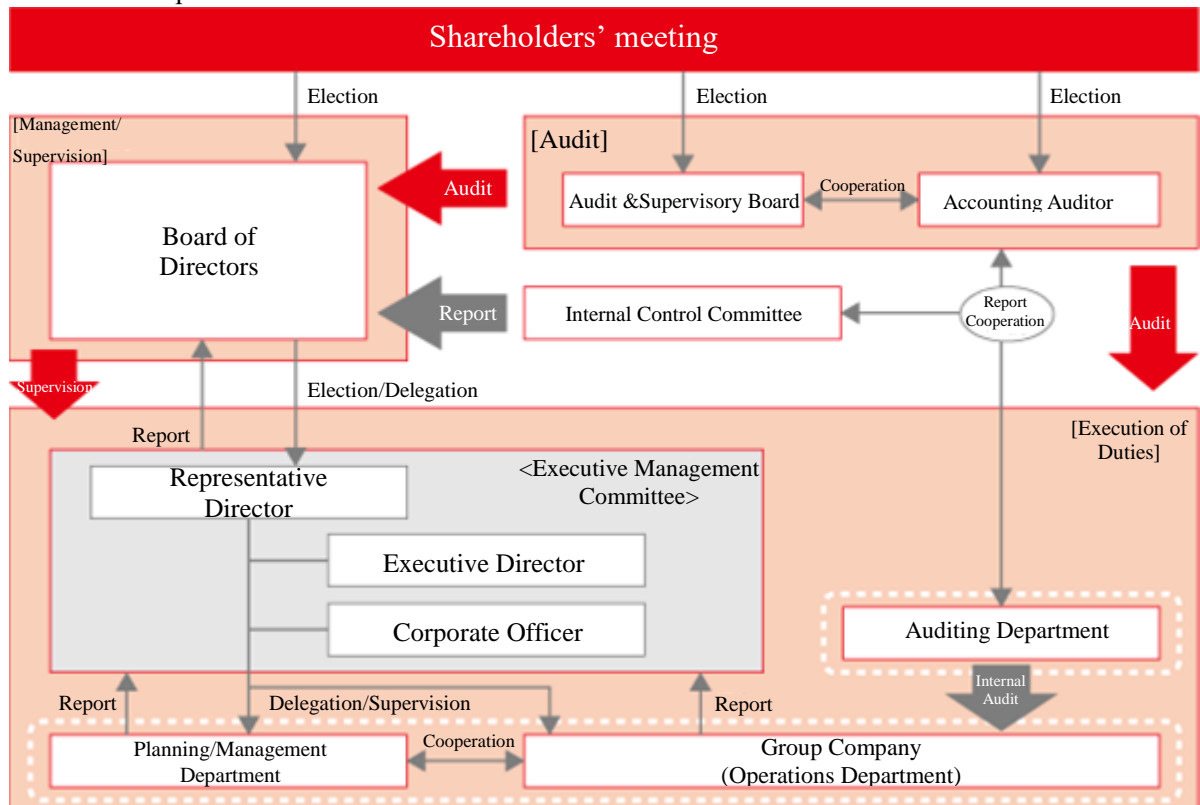 Shareholders’ meeting
Election
Election
Election
[Management/
Supervision]
[Audit]
Audit
Audit &Supervisory Board
Cooperation
Accounting Auditor
Board of
Directors
Report
Internal Control Committee
Report
Cooperation
Audit
Supervision
Election/Delegation
Report
[Execution of
Duties]
<Executive Management
Committee>
Representative
Director
Executive Director
Corporate Officer
Auditing Department
Internal
Audit
Report
Delegation/Supervision
Report
Planning/Management
Department
Cooperation
Group Company
(Operations Department)